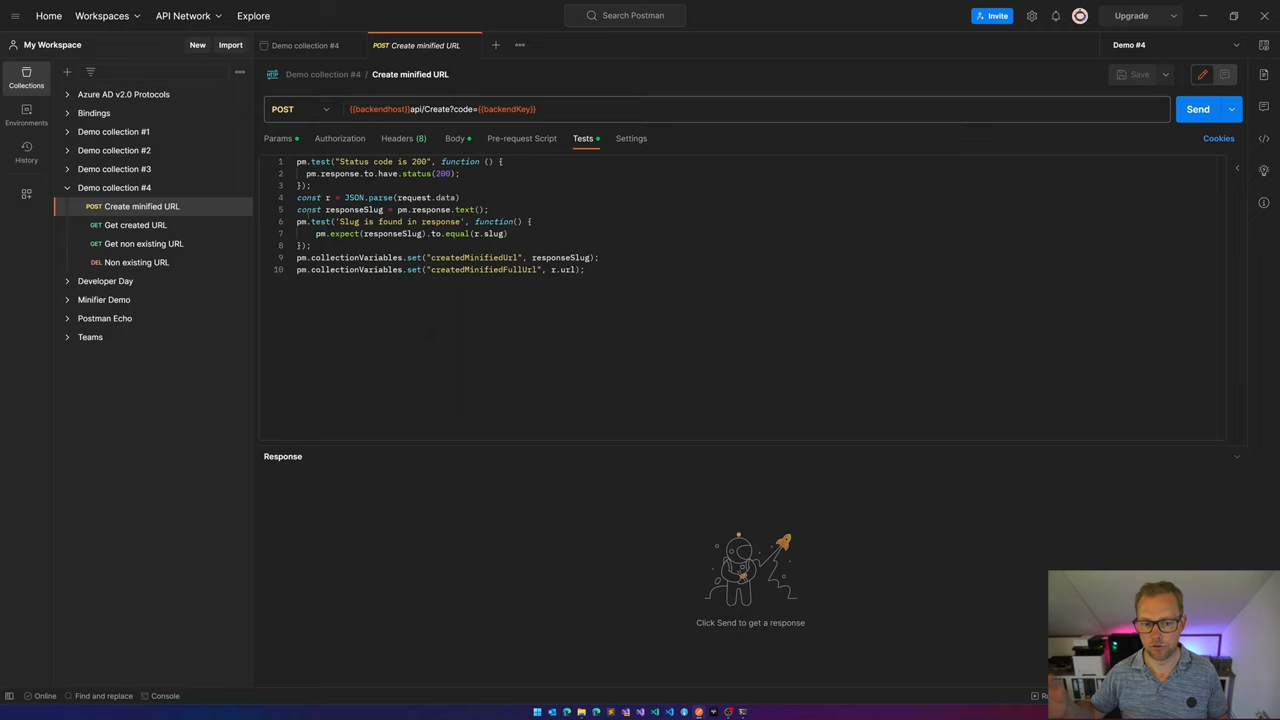 Home
Workspaces
API Network
Explore
Search Postman
Invite
Upgrade
My Workspace
New
Import
Demo collection #4
POST Create minified URL
Demo #4
Collections
Environments
History
Azure AD v2.0 Protocols
Bindings
Demo collection #1
Demo collection #2
Demo collection #3
Demo collection #4
POST Create minified URL
GET Get created URL
GET Get non existing URL
DEL Non existing URL
Developer Day
Minifier Demo
Postman Echo
Teams
HTTP Demo collection #4 / Create minified URL
Save
POST {{backendhost}}api/Create?code={{backendKey}}
Send
Params
Authorization
Headers (8)
Body
Pre-request Script
Tests
Settings
Cookies
1 pm.test("Status code is 200", function () {
2 pm.response.to.have.status(200);
3 });
4 const r = JSON.parse(request.data)
5 const responseSlug = pm.response.text();
6 pm.test('Slug is found in response', function() {
7 pm.expect(responseSlug).to.equal(r.slug)
8 });
9 pm.collectionVariables.set("createdMinifiedUrl", responseSlug);
10 pm.collectionVariables.set("createdMinifiedFullUrl", r.url);
Response
Click Send to get a response
Online
Find and replace
Console